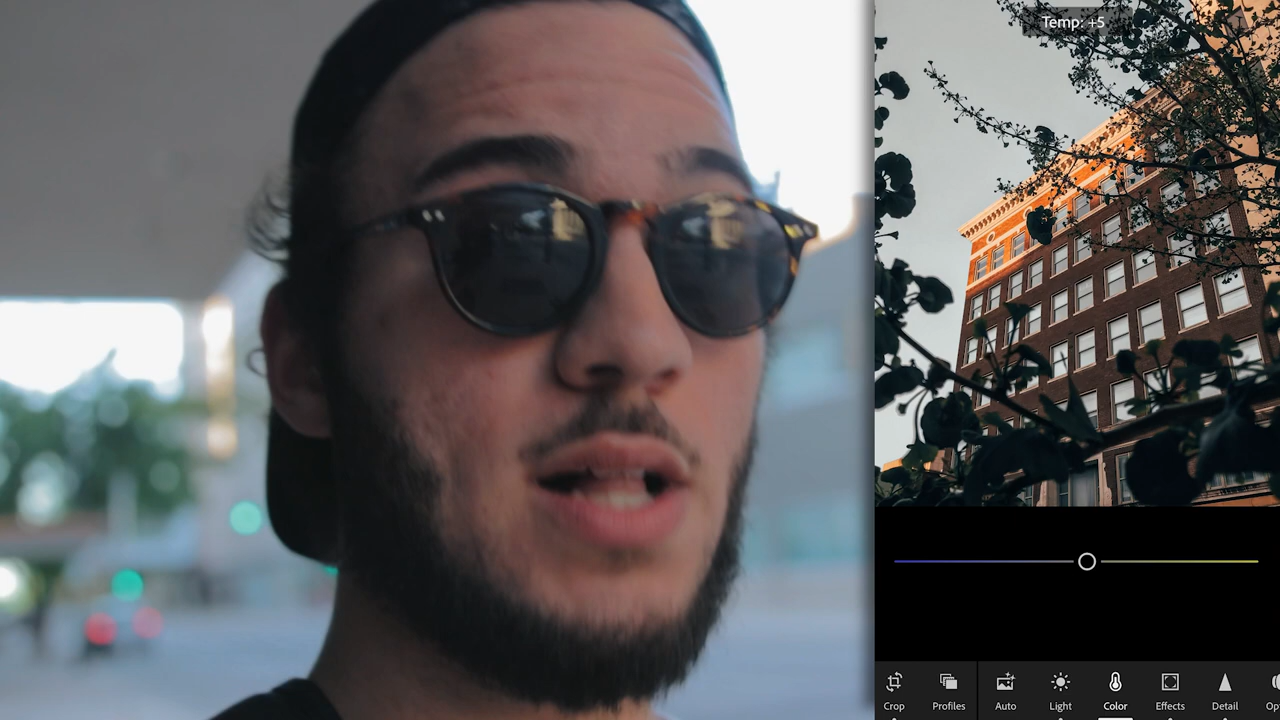 Temp: +5
Crop
Profiles
Auto
Light
Color
Effects
Detail